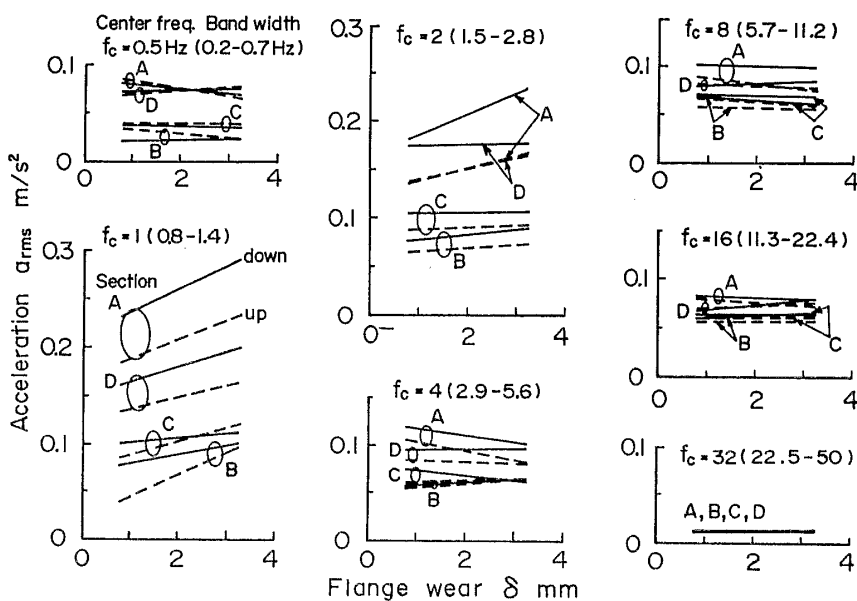 Center freq. Band width
fc = 0.5 Hz (0.2-0.7 Hz)
0.1
0
0
2
4
A
D
C
B
fc = 1 (0.8-1.4)
0.3
0.2
0.1
0
0
2
4
Section
A
down
up
D
C
B
Acceleration arms m/s²
fc = 2 (1.5-2.8)
0.3
0.2
0.1
0
0
2
4
A
D
C
B
fc = 4 (2.9-5.6)
0.1
0
0
2
4
A
D
C
B
Flange wear δ mm
fc = 8 (5.7-11.2)
0.1
0
0
2
4
A
D
B
C
fc = 16 (11.3-22.4)
0.1
0
0
2
4
A
D
B
C
fc = 32 (22.5-50)
0.1
0
0
2
4
A, B, C, D